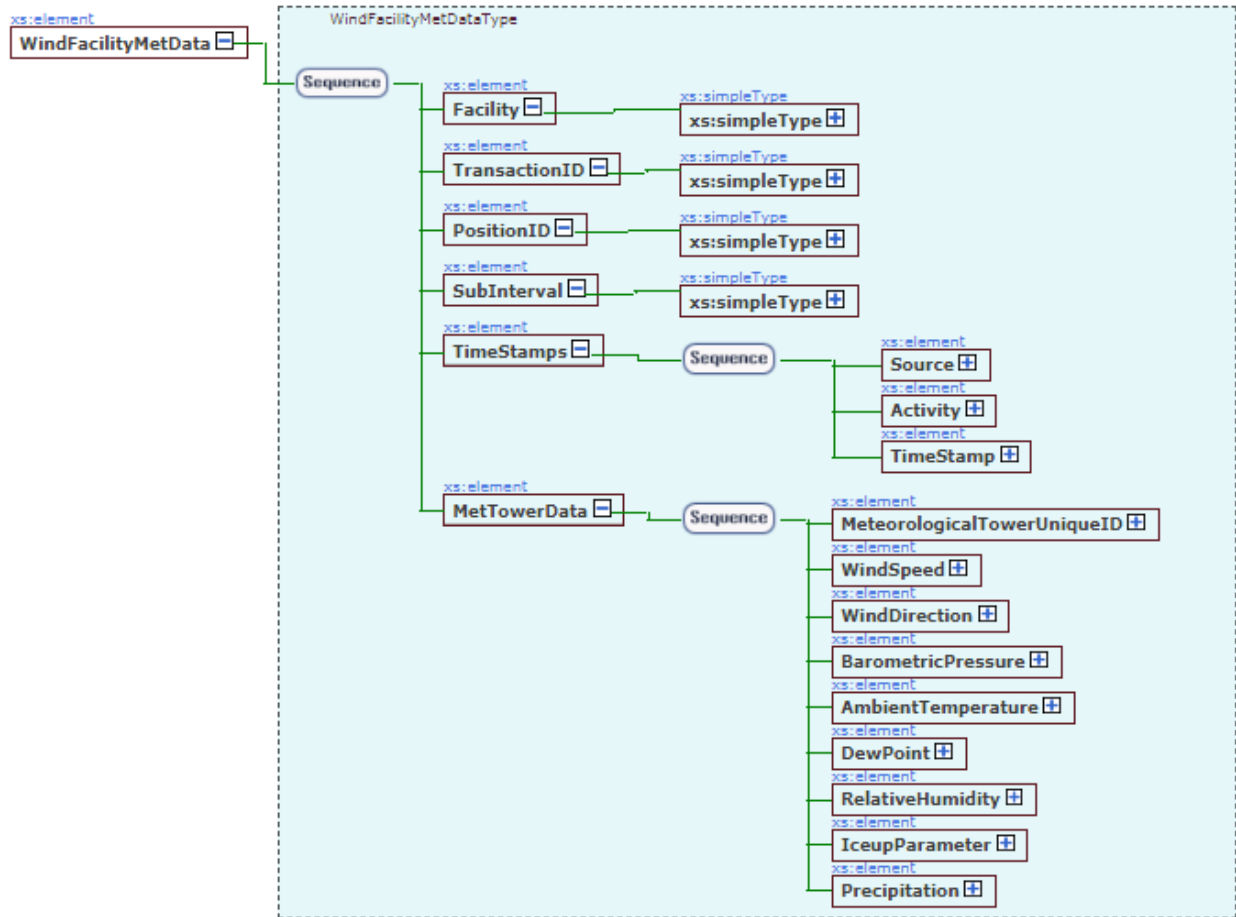 xs:element
WindFacilityMetData
WindFacilityMetDataType
Sequence
xs:element
Facility
xs:simpleType
xs:simpleType
xs:element
TransactionID
xs:simpleType
xs:simpleType
xs:element
PositionID
xs:simpleType
xs:simpleType
xs:element
SubInterval
xs:simpleType
xs:simpleType
xs:element
TimeStamps
Sequence
xs:element
Source
xs:element
Activity
xs:element
TimeStamp
xs:element
MetTowerData
Sequence
xs:element
MeteorologicalTowerUniqueID
xs:element
WindSpeed
xs:element
WindDirection
xs:element
BarometricPressure
xs:element
AmbientTemperature
xs:element
DewPoint
xs:element
RelativeHumidity
xs:element
IceupParameter
xs:element
Precipitation